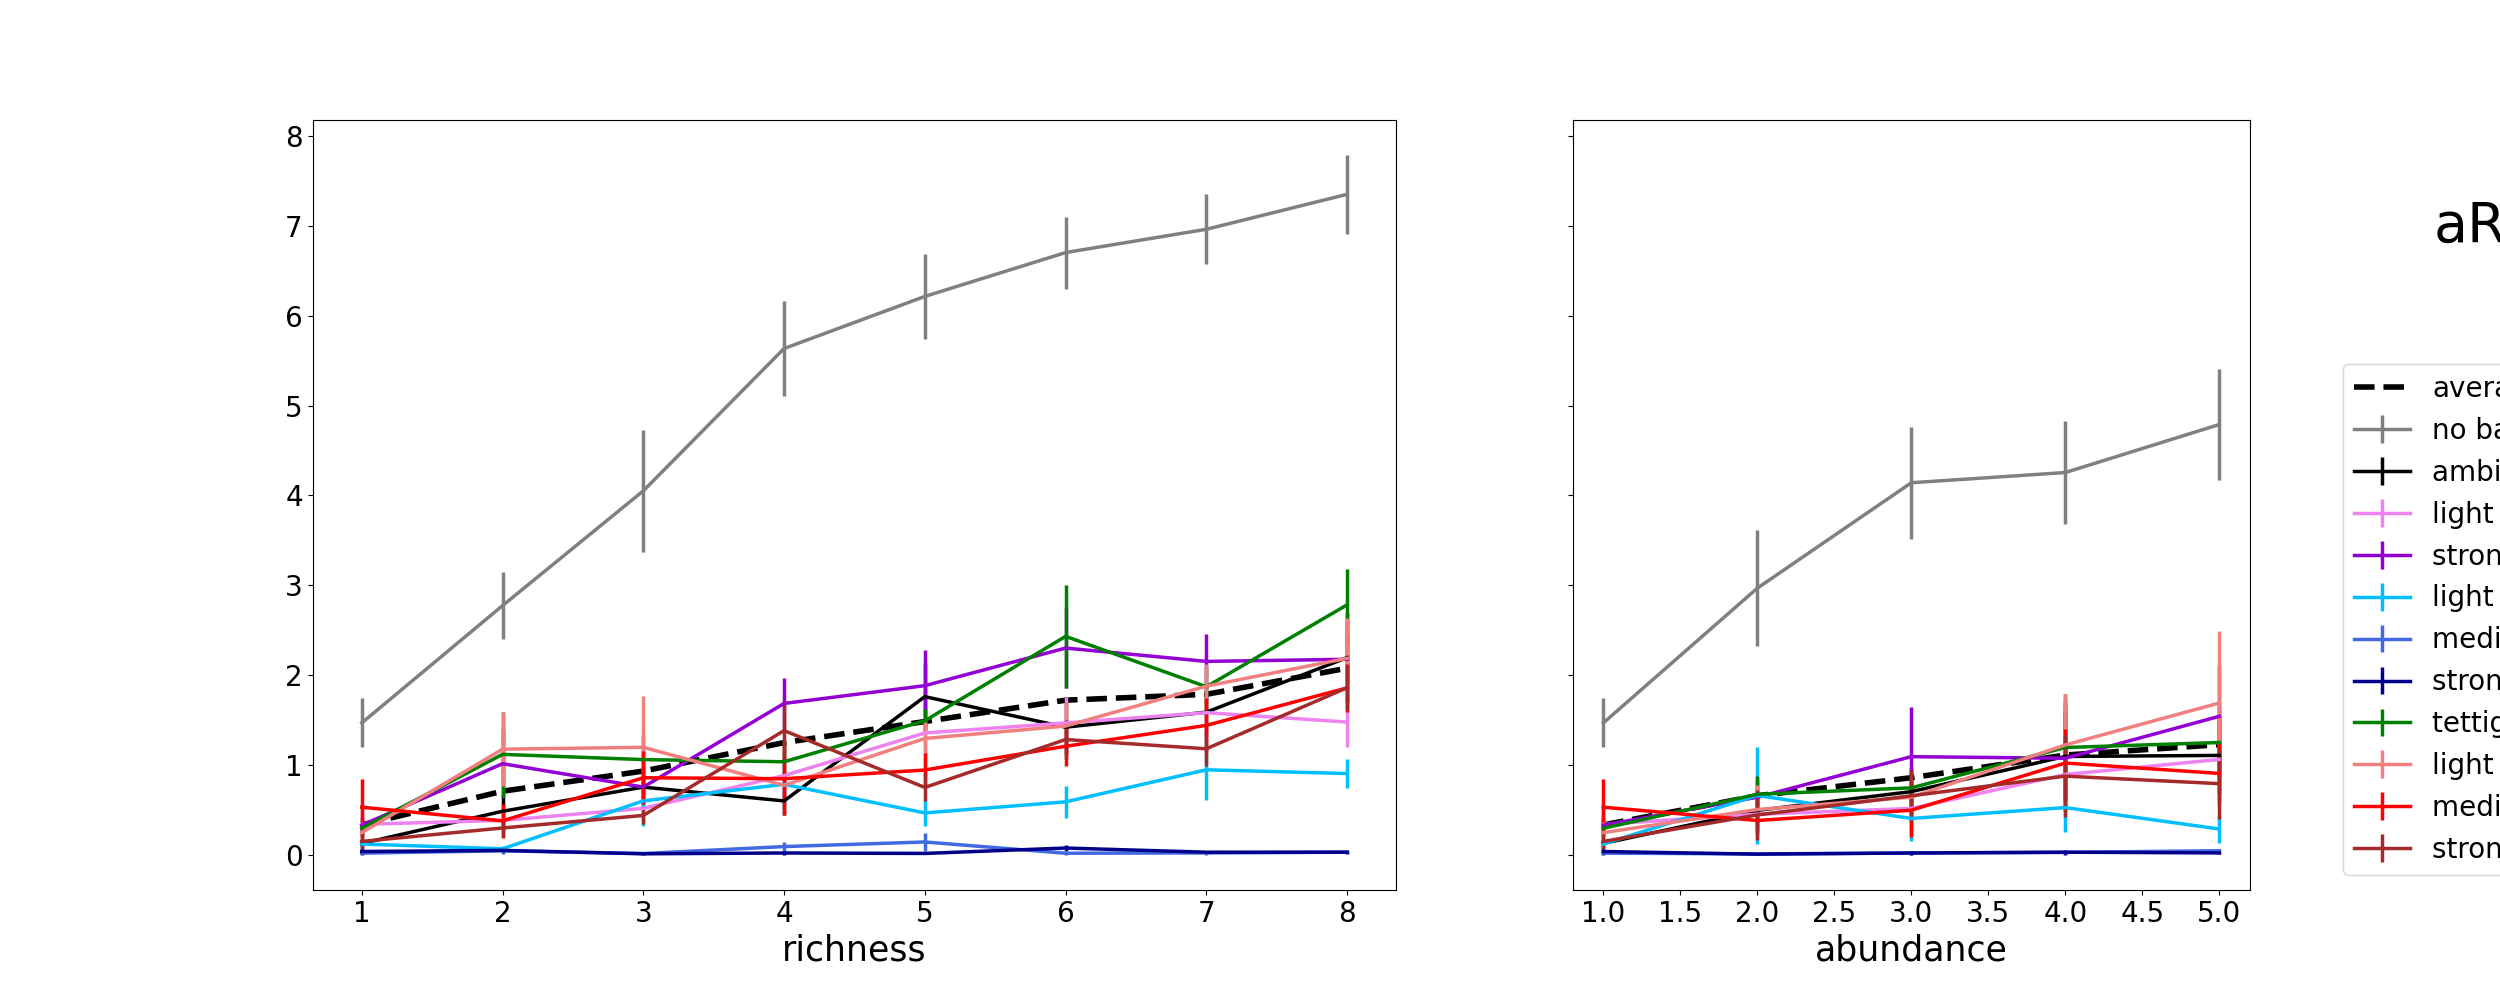 8
7
6
5
4
3
2
1
0
1 2 3 4 5 6 7 8
richness
1.0 1.5 2.0 2.5 3.0 3.5 4.0 4.5 5.0
abundance
aR
avera
no ba
ambi
light
stron
light
medi
stron
tettig
light
medi
stron